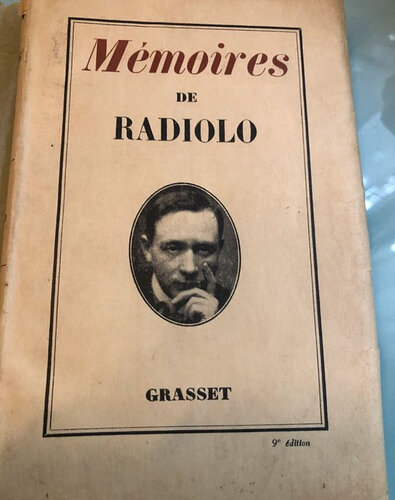 Mémoires
DE
RADIOLO
GRASSET
9e édition